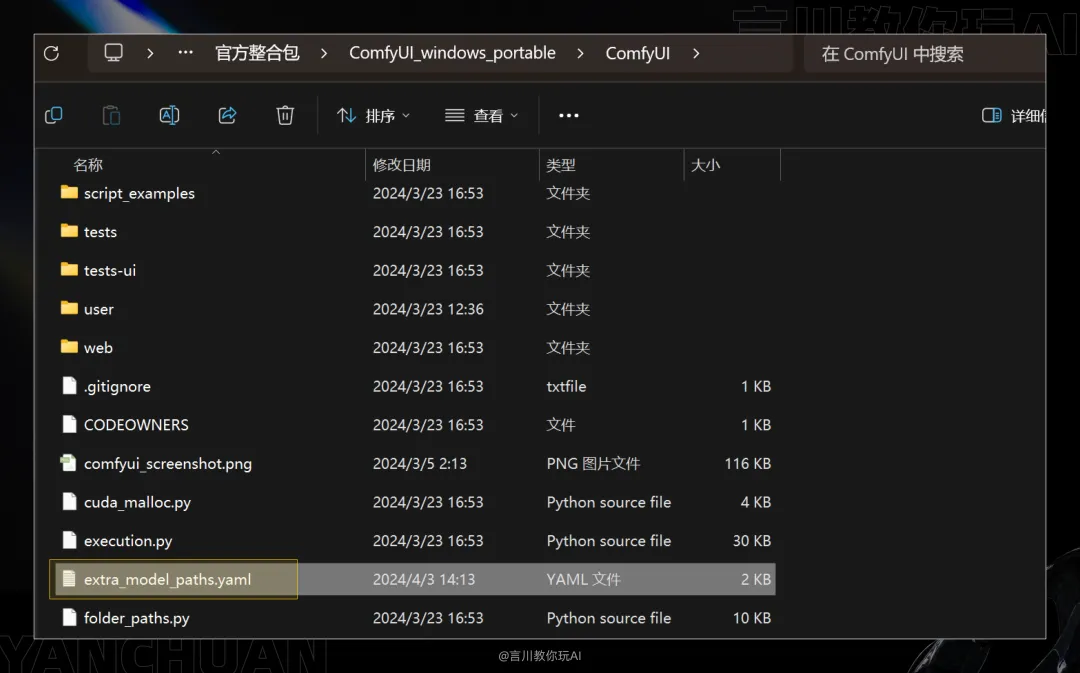 言川教你玩AI
官方整合包 ComfyUI_windows_portable ComfyUI 在 ComfyUI 中搜索
排序 查看 详细信
名称 修改日期 类型 大小
script_examples 2024/3/23 16:53 文件夹
tests 2024/3/23 16:53 文件夹
tests-ui 2024/3/23 16:53 文件夹
user 2024/3/23 12:36 文件夹
web 2024/3/23 16:53 文件夹
.gitignore 2024/3/23 16:53 txtfile 1 KB
CODEOWNERS 2024/3/23 16:53 文件 1 KB
comfyui_screenshot.png 2024/3/5 2:13 PNG 图片文件 116 KB
cuda_malloc.py 2024/3/23 16:53 Python source file 4 KB
execution.py 2024/3/23 16:53 Python source file 30 KB
extra_model_paths.yaml 2024/4/3 14:13 YAML 文件 2 KB
folder_paths.py 2024/3/23 16:53 Python source file 10 KB
YANCHUAN
@言川教你玩AI